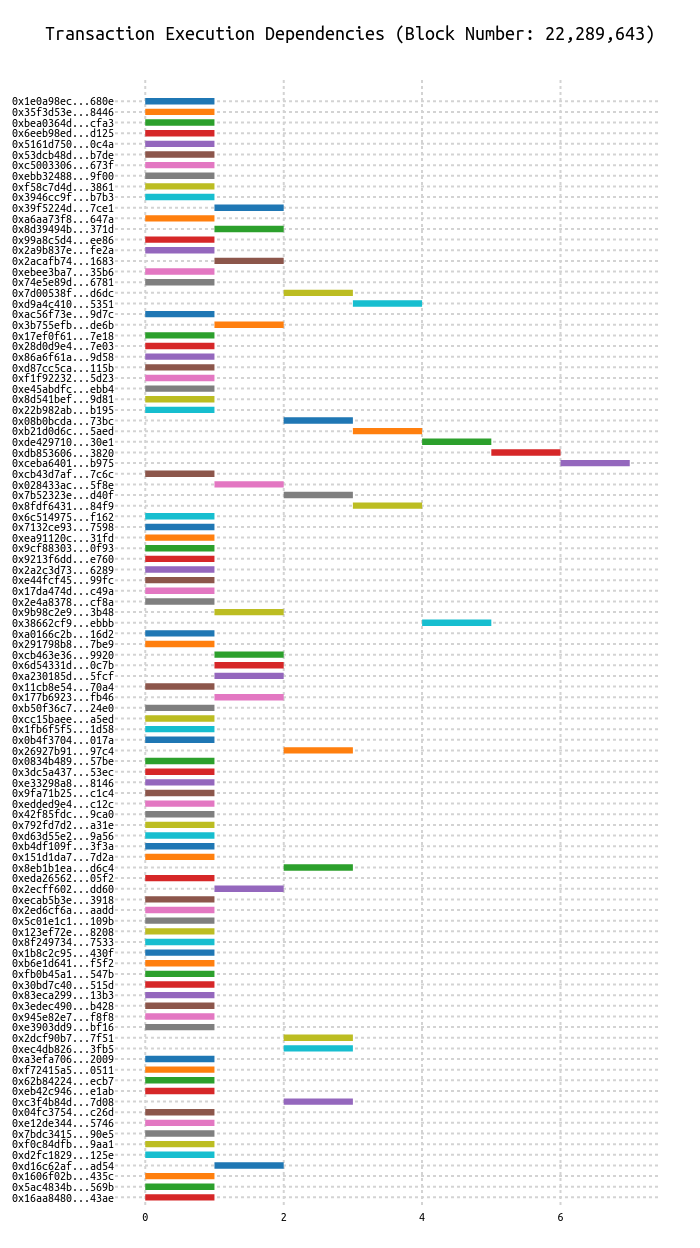 Transaction Execution Dependencies (Block Number: 22,289,643)
0x1e0a98ec...680e
0x35f3d53e...8446
0xbea0364d...cfa3
0x6eeb98ed...d125
0x5161d750...0c4a
0x53dcb48d...b7de
0xc5003306...673f
0xebb32488...9f00
0xf58c7d4d...3861
0x3946cc9f...b7b3
0x39f5224d...7ce1
0xa6aa73f8...647a
0x8d39494b...371d
0x99a8c5d4...ee86
0x2a9b837e...fe2a
0x2acafb74...1683
0xebee3ba7...35b6
0x74e5e89d...6781
0x7d00538f...d6dc
0xd9a4c410...5351
0xac56f73e...9d7c
0x3b755efb...de6b
0x17ef0f61...7e18
0x28d0d9e4...7e03
0x86a6f61a...9d58
0xd87cc5ca...115b
0xf1f92232...5d23
0xe45abdfc...ebb4
0x8d541bef...9d81
0x22b982ab...b195
0x08b0bcda...73bc
0xb21d0d6c...5aed
0xde429710...30e1
0xdb853606...3820
0xceba6401...b975
0xcb43d7af...7c6c
0x028433ac...5f8e
0x7b52323e...d40f
0x8fdf6431...84f9
0x6c514975...f162
0x7132ce93...7598
0xea91120c...31fd
0x9cf88303...0f93
0x9213f6dd...e760
0x2a2c3d73...6289
0xe44fcf45...99fc
0x17da474d...c49a
0x2e4a8378...cf8a
0x9b98c2e9...3b48
0x38662cf9...ebbb
0xa0166c2b...16d2
0x291798b8...7be9
0xcb463e36...9920
0x6d54331d...0c7b
0xa230185d...5fcf
0x11cb8e54...70a4
0x177b6923...fb46
0xb50f36c7...24e0
0xcc15baee...a5ed
0x1fb6f5f5...1d58
0x0b4f3704...017a
0x26927b91...97c4
0x0834b489...57be
0x3dc5a437...53ec
0xe33298a8...8146
0x9fa71b25...c1c4
0xedded9e4...c12c
0x42f85fdc...9ca0
0x792fd7d2...a31e
0xd63d55e2...9a56
0xb4df109f...3f3a
0x151d1da7...7d2a
0x8eb1b1ea...d6c4
0xeda26562...05f2
0x2ecff602...dd60
0xecab5b3e...3918
0x2ed6cf6a...aadd
0x5c01e1c1...109b
0x123ef72e...8208
0x8f249734...7533
0x1b8c2c95...430f
0xb6e1d641...f5f2
0xfb0b45a1...547b
0x30bd7c40...515d
0x83eca299...13b3
0x3edec490...b428
0x945e82e7...f8f8
0xe3903dd9...bf16
0x2dcf90b7...7f51
0xec4db826...3fb5
0xa3efa706...2009
0xf72415a5...0511
0x62b84224...ecb7
0xeb42c946...e1ab
0xc3f4b84d...7d08
0x04fc3754...c26d
0xe12de344...5746
0x7bdc3415...90e5
0xf0c84dfb...9aa1
0xd2fc1829...125e
0xd16c62af...ad54
0x1606f02b...435c
0x5ac4834b...569b
0x16aa8480...43ae
0 2 4 6